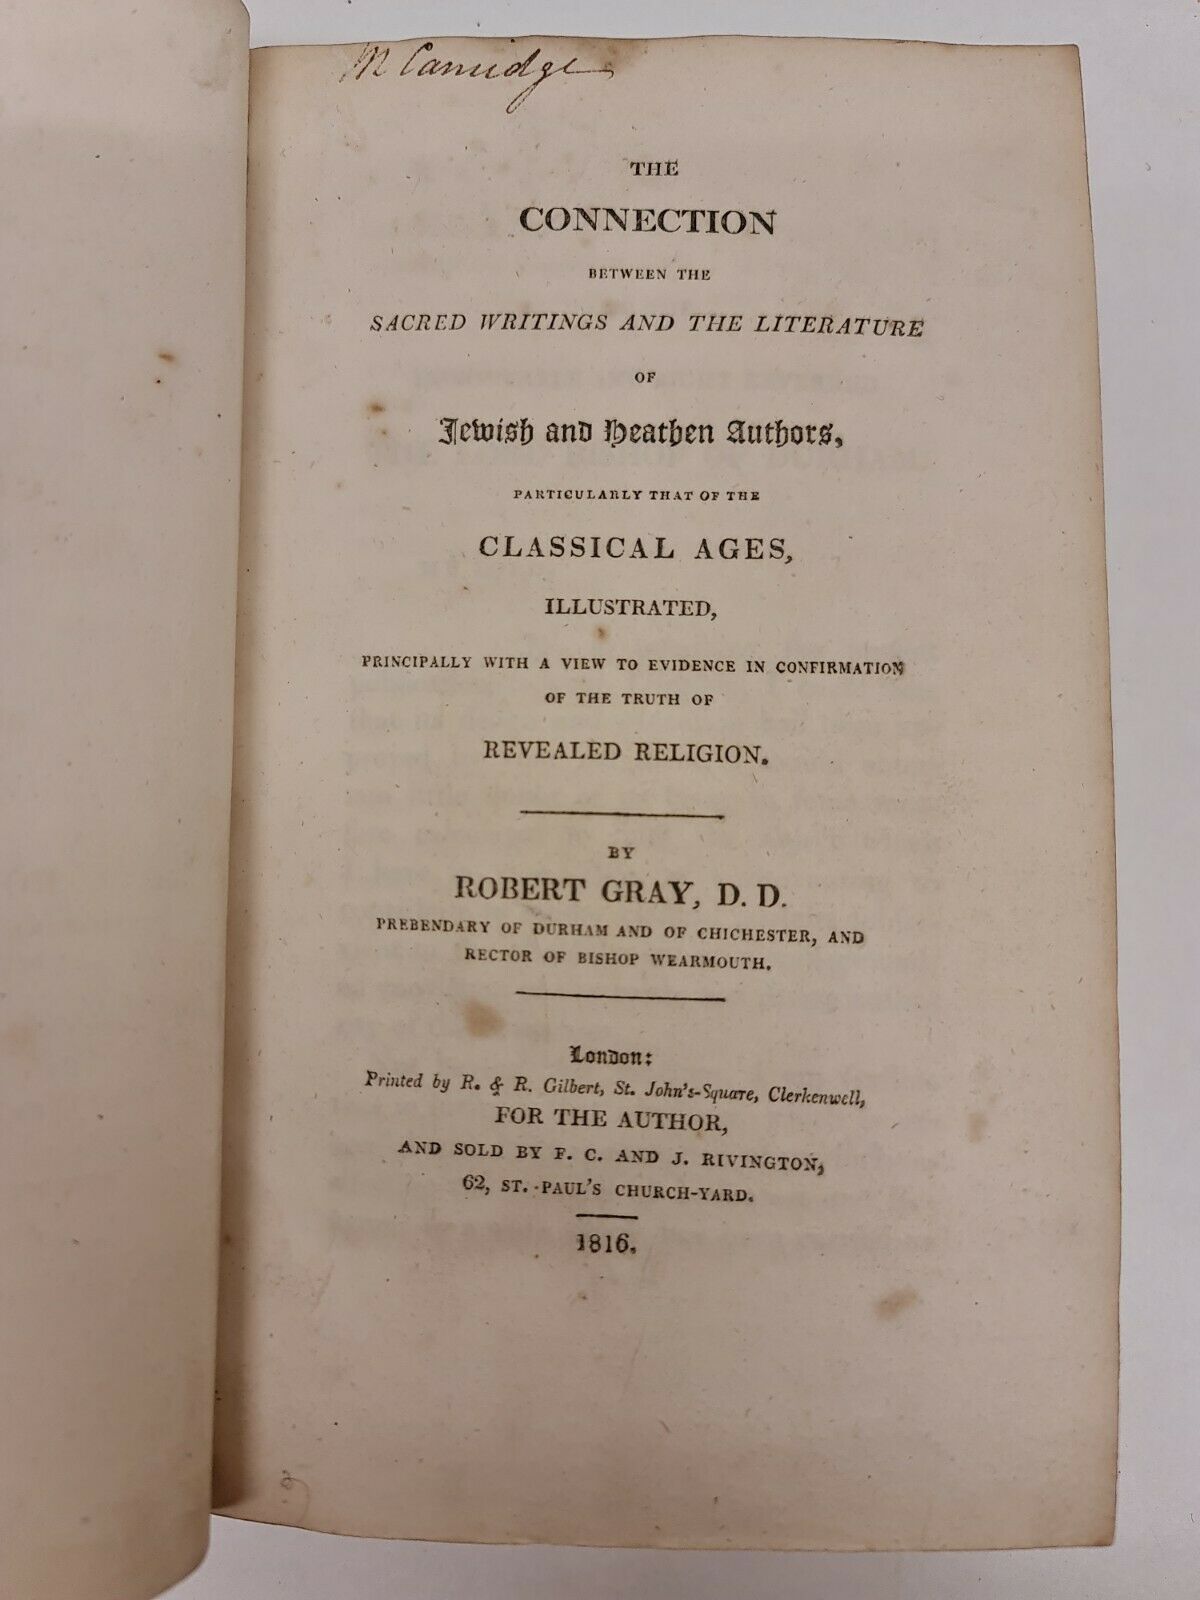 M Camidge
THE
CONNECTION
BETWEEN THE
SACRED WRITINGS AND THE LITERATURE
OF
Jewish and Heathen Authors,
PARTICULARLY THAT OF THE
CLASSICAL AGES,
ILLUSTRATED,
PRINCIPALLY WITH A VIEW TO EVIDENCE IN CONFIRMATION
OF THE TRUTH OF
REVEALED RELIGION.
BY
ROBERT GRAY, D. D.
PREBENDARY OF DURHAM AND OF CHICHESTER, AND
RECTOR OF BISHOP WEARMOUTH.
London:
Printed by R. & R. Gilbert, St. John's-Square, Clerkenwell,
FOR THE AUTHOR,
AND SOLD BY F. C. AND J. RIVINGTON,
62, ST. PAUL'S CHURCH-YARD.
1816.